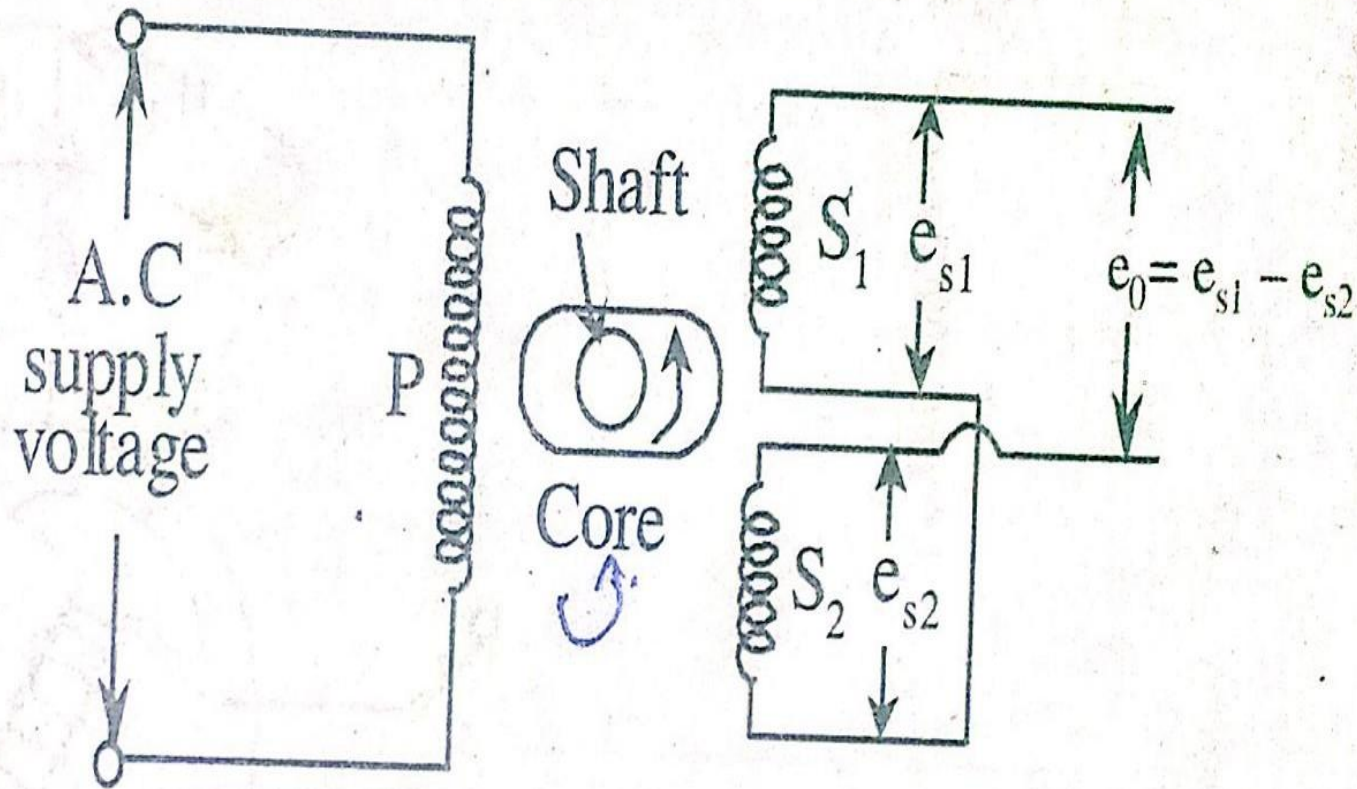 A.C
supply
voltage
P
Shaft
Core
S₁
eₛ₁
e₀= eₛ₁ − eₛ₂
S₂
eₛ₂